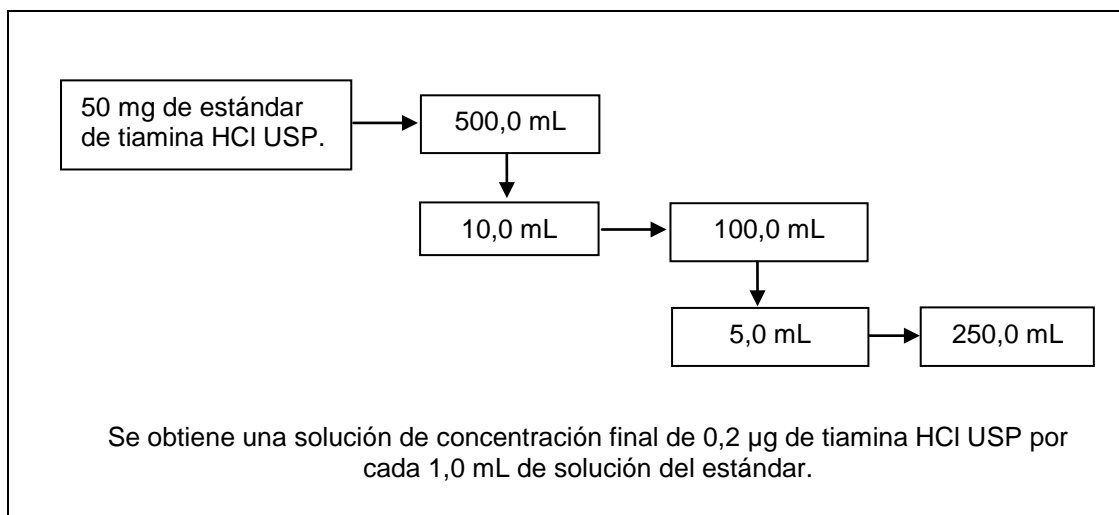 50 mg de estándar
de tiamina HCl USP.
500,0 mL
10,0 mL
100,0 mL
5,0 mL
250,0 mL
Se obtiene una solución de concentración final de 0,2 µg de tiamina HCl USP por
cada 1,0 mL de solución del estándar.